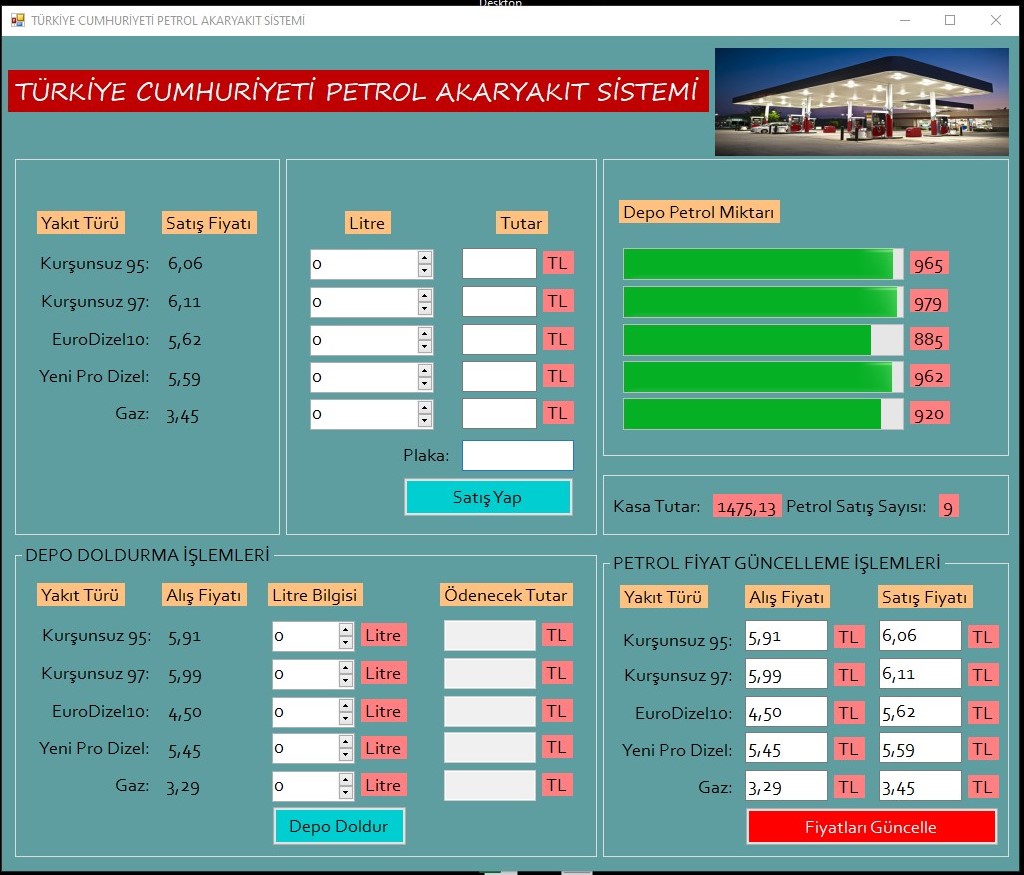 Desktop
TÜRKİYE CUMHURİYETİ PETROL AKARYAKIT SİSTEMİ
TÜRKİYE CUMHURİYETİ PETROL AKARYAKIT SİSTEMİ
Yakıt Türü Satış Fiyatı
Kurşunsuz 95: 6,06
Kurşunsuz 97: 6,11
EuroDizel10: 5,62
Yeni Pro Dizel: 5,59
Gaz: 3,45
Litre Tutar
0 TL
0 TL
0 TL
0 TL
0 TL
Plaka:
Satış Yap
Depo Petrol Miktarı
965
979
885
962
920
Kasa Tutar: 1475,13 Petrol Satış Sayısı: 9
DEPO DOLDURMA İŞLEMLERİ
Yakıt Türü Alış Fiyatı Litre Bilgisi Ödenecek Tutar
Kurşunsuz 95: 5,91 0 Litre TL
Kurşunsuz 97: 5,99 0 Litre TL
EuroDizel10: 4,50 0 Litre TL
Yeni Pro Dizel: 5,45 0 Litre TL
Gaz: 3,29 0 Litre TL
Depo Doldur
PETROL FİYAT GÜNCELLEME İŞLEMLERİ
Yakıt Türü Alış Fiyatı Satış Fiyatı
Kurşunsuz 95: 5,91 TL 6,06 TL
Kurşunsuz 97: 5,99 TL 6,11 TL
EuroDizel10: 4,50 TL 5,62 TL
Yeni Pro Dizel: 5,45 TL 5,59 TL
Gaz: 3,29 TL 3,45 TL
Fiyatları Güncelle